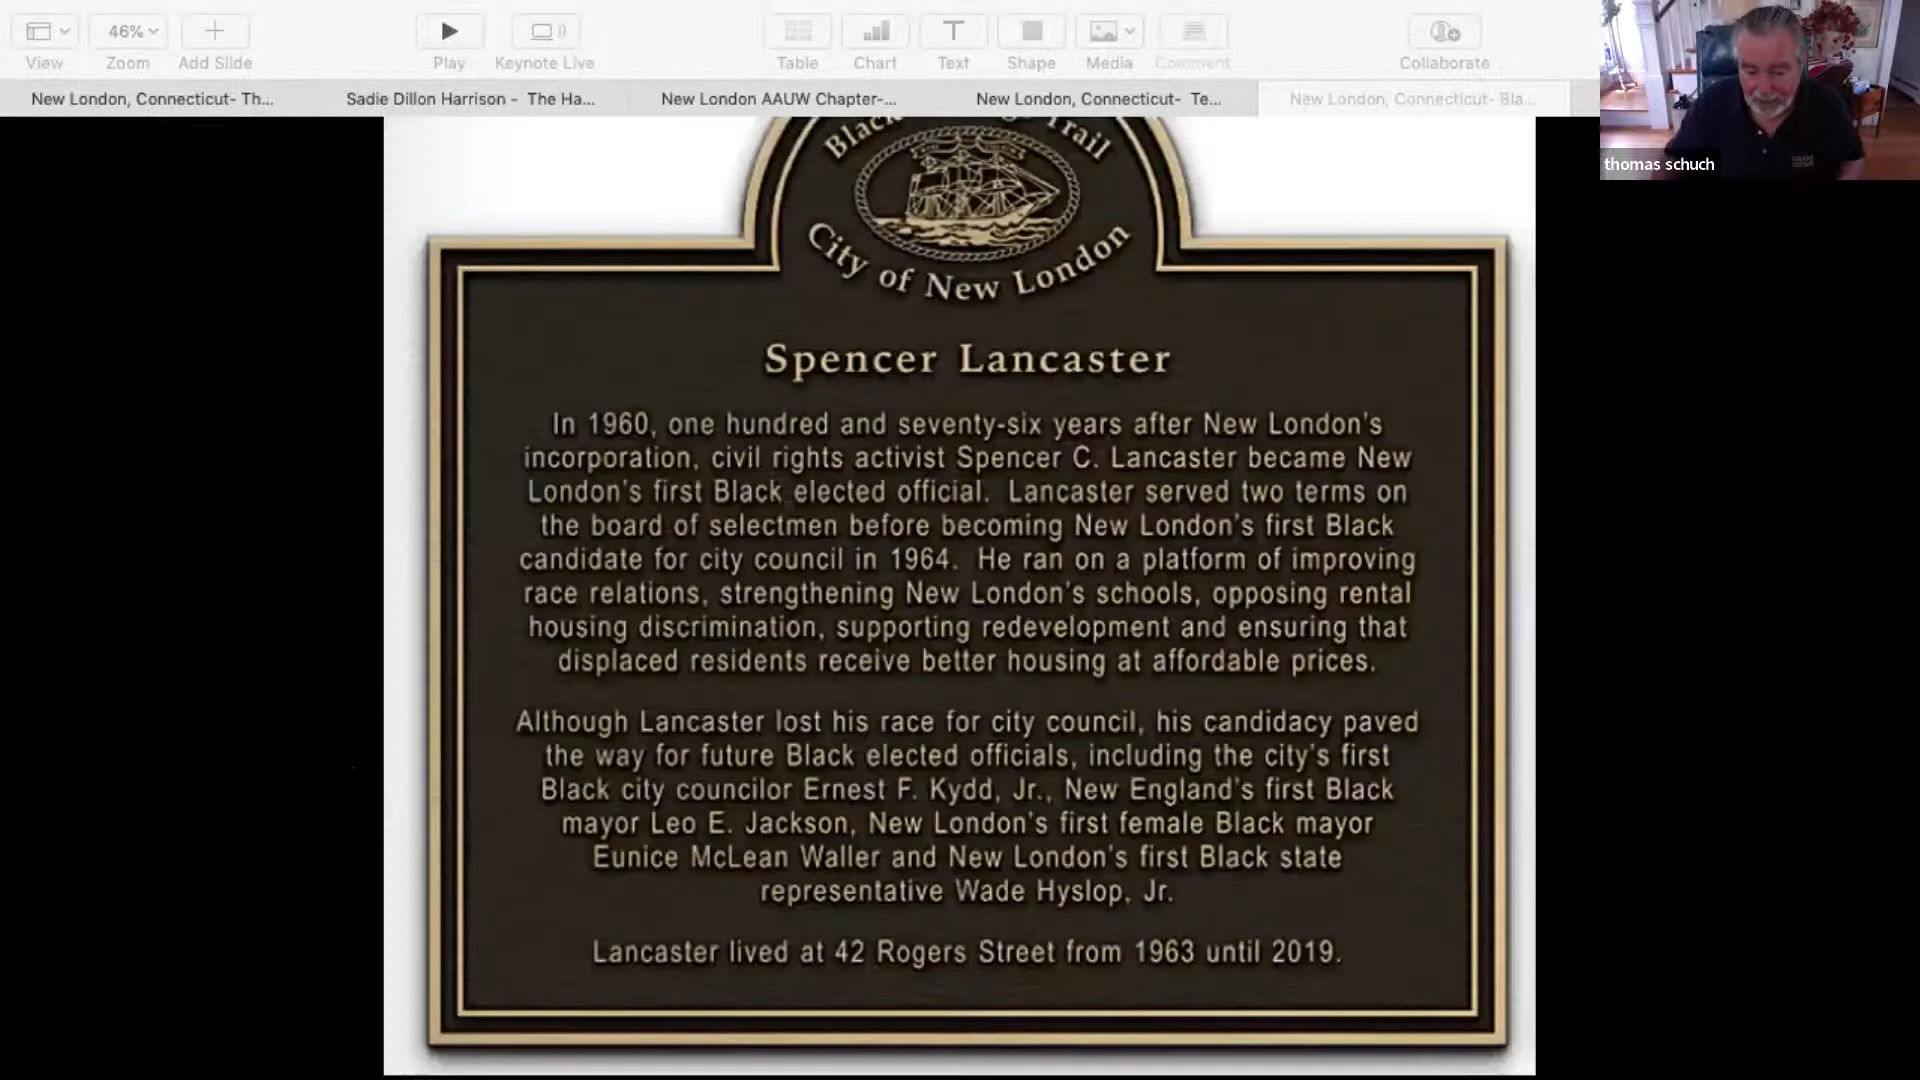 46%
View
Zoom
Add Slide
Play
Keynote Live
Table
Chart
Text
Shape
Media
Comment
Collaborate
New London, Connecticut- Th...
Sadie Dillon Harrison - The Ha...
New London AAUW Chapter-...
New London, Connecticut- Te...
New London, Connecticut- Bla...
thomas schuch
Black Trail
City of New London
Spencer Lancaster
In 1960, one hundred and seventy-six years after New London's
incorporation, civil rights activist Spencer C. Lancaster became New
London's first Black elected official. Lancaster served two terms on
the board of selectmen before becoming New London's first Black
candidate for city council in 1964. He ran on a platform of improving
race relations, strengthening New London's schools, opposing rental
housing discrimination, supporting redevelopment and ensuring that
displaced residents receive better housing at affordable prices.
Although Lancaster lost his race for city council, his candidacy paved
the way for future Black elected officials, including the city's first
Black city councilor Ernest F. Kydd, Jr., New England's first Black
mayor Leo E. Jackson, New London's first female Black mayor
Eunice McLean Waller and New London's first Black state
representative Wade Hyslop, Jr.
Lancaster lived at 42 Rogers Street from 1963 until 2019.